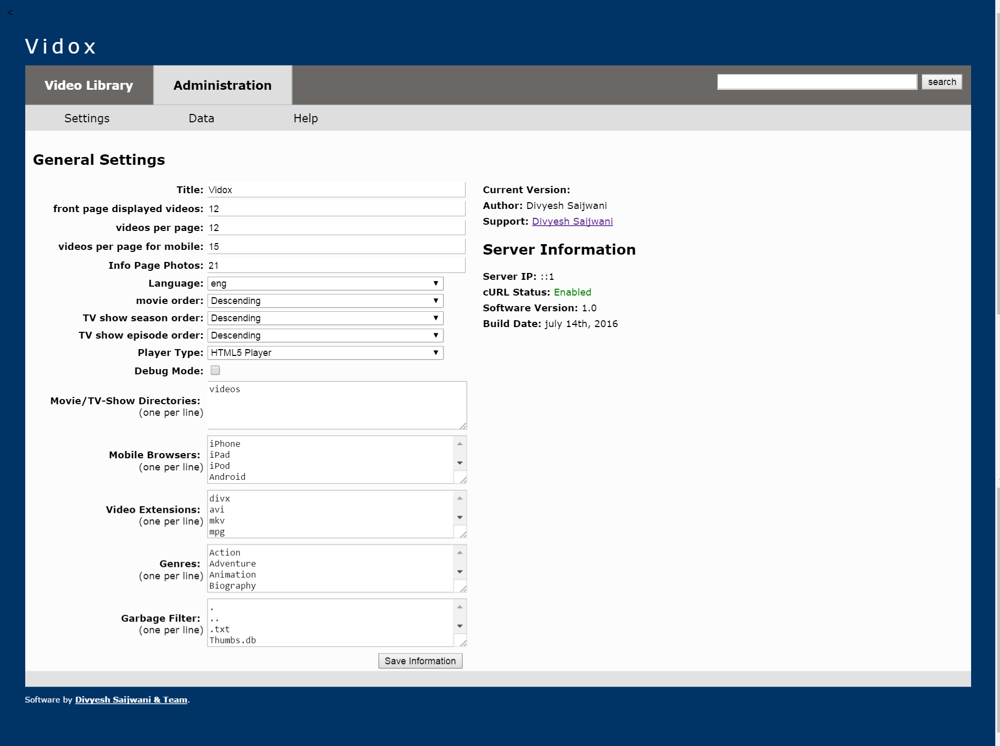 <
Vidox
Video Library
Administration
search
Settings
Data
Help
General Settings
Title: Vidox
front page displayed videos: 12
videos per page: 12
videos per page for mobile: 15
Info Page Photos: 21
Language: eng
movie order: Descending
TV show season order: Descending
TV show episode order: Descending
Player Type: HTML5 Player
Debug Mode:
Movie/TV-Show Directories:
(one per line)
videos
Mobile Browsers:
(one per line)
iPhone
iPad
iPod
Android
Video Extensions:
(one per line)
divx
avi
mkv
mpg
Genres:
(one per line)
Action
Adventure
Animation
Biography
Garbage Filter:
(one per line)
.
..
.txt
Thumbs.db
Save Information
Current Version:
Author: Divyesh Saijwani
Support: Divyesh Saijwani
Server Information
Server IP: ::1
cURL Status: Enabled
Software Version: 1.0
Build Date: july 14th, 2016
Software by Divyesh Saijwani & Team.